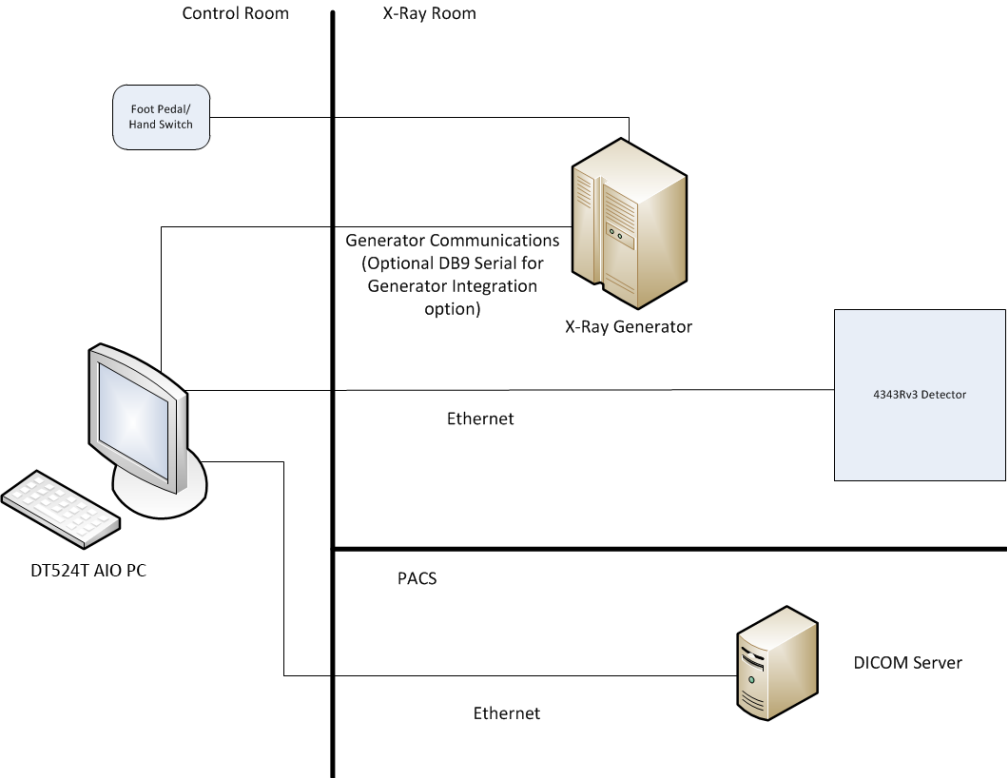 Control Room
X-Ray Room
Foot Pedal/
Hand Switch
Generator Communications
(Optional DB9 Serial for
Generator Integration
option)
X-Ray Generator
4343Rv3 Detector
Ethernet
DT524T AIO PC
PACS
DICOM Server
Ethernet